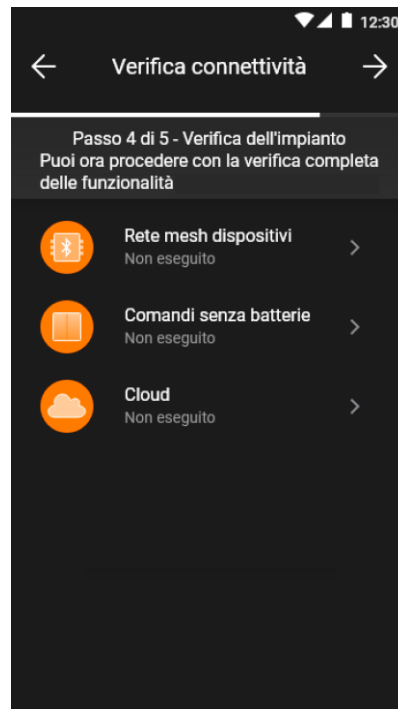 12:30
Verifica connettività
Passo 4 di 5 - Verifica dell'impianto
Puoi ora procedere con la verifica completa
delle funzionalità
Rete mesh dispositivi
Non eseguito
Comandi senza batterie
Non eseguito
Cloud
Non eseguito